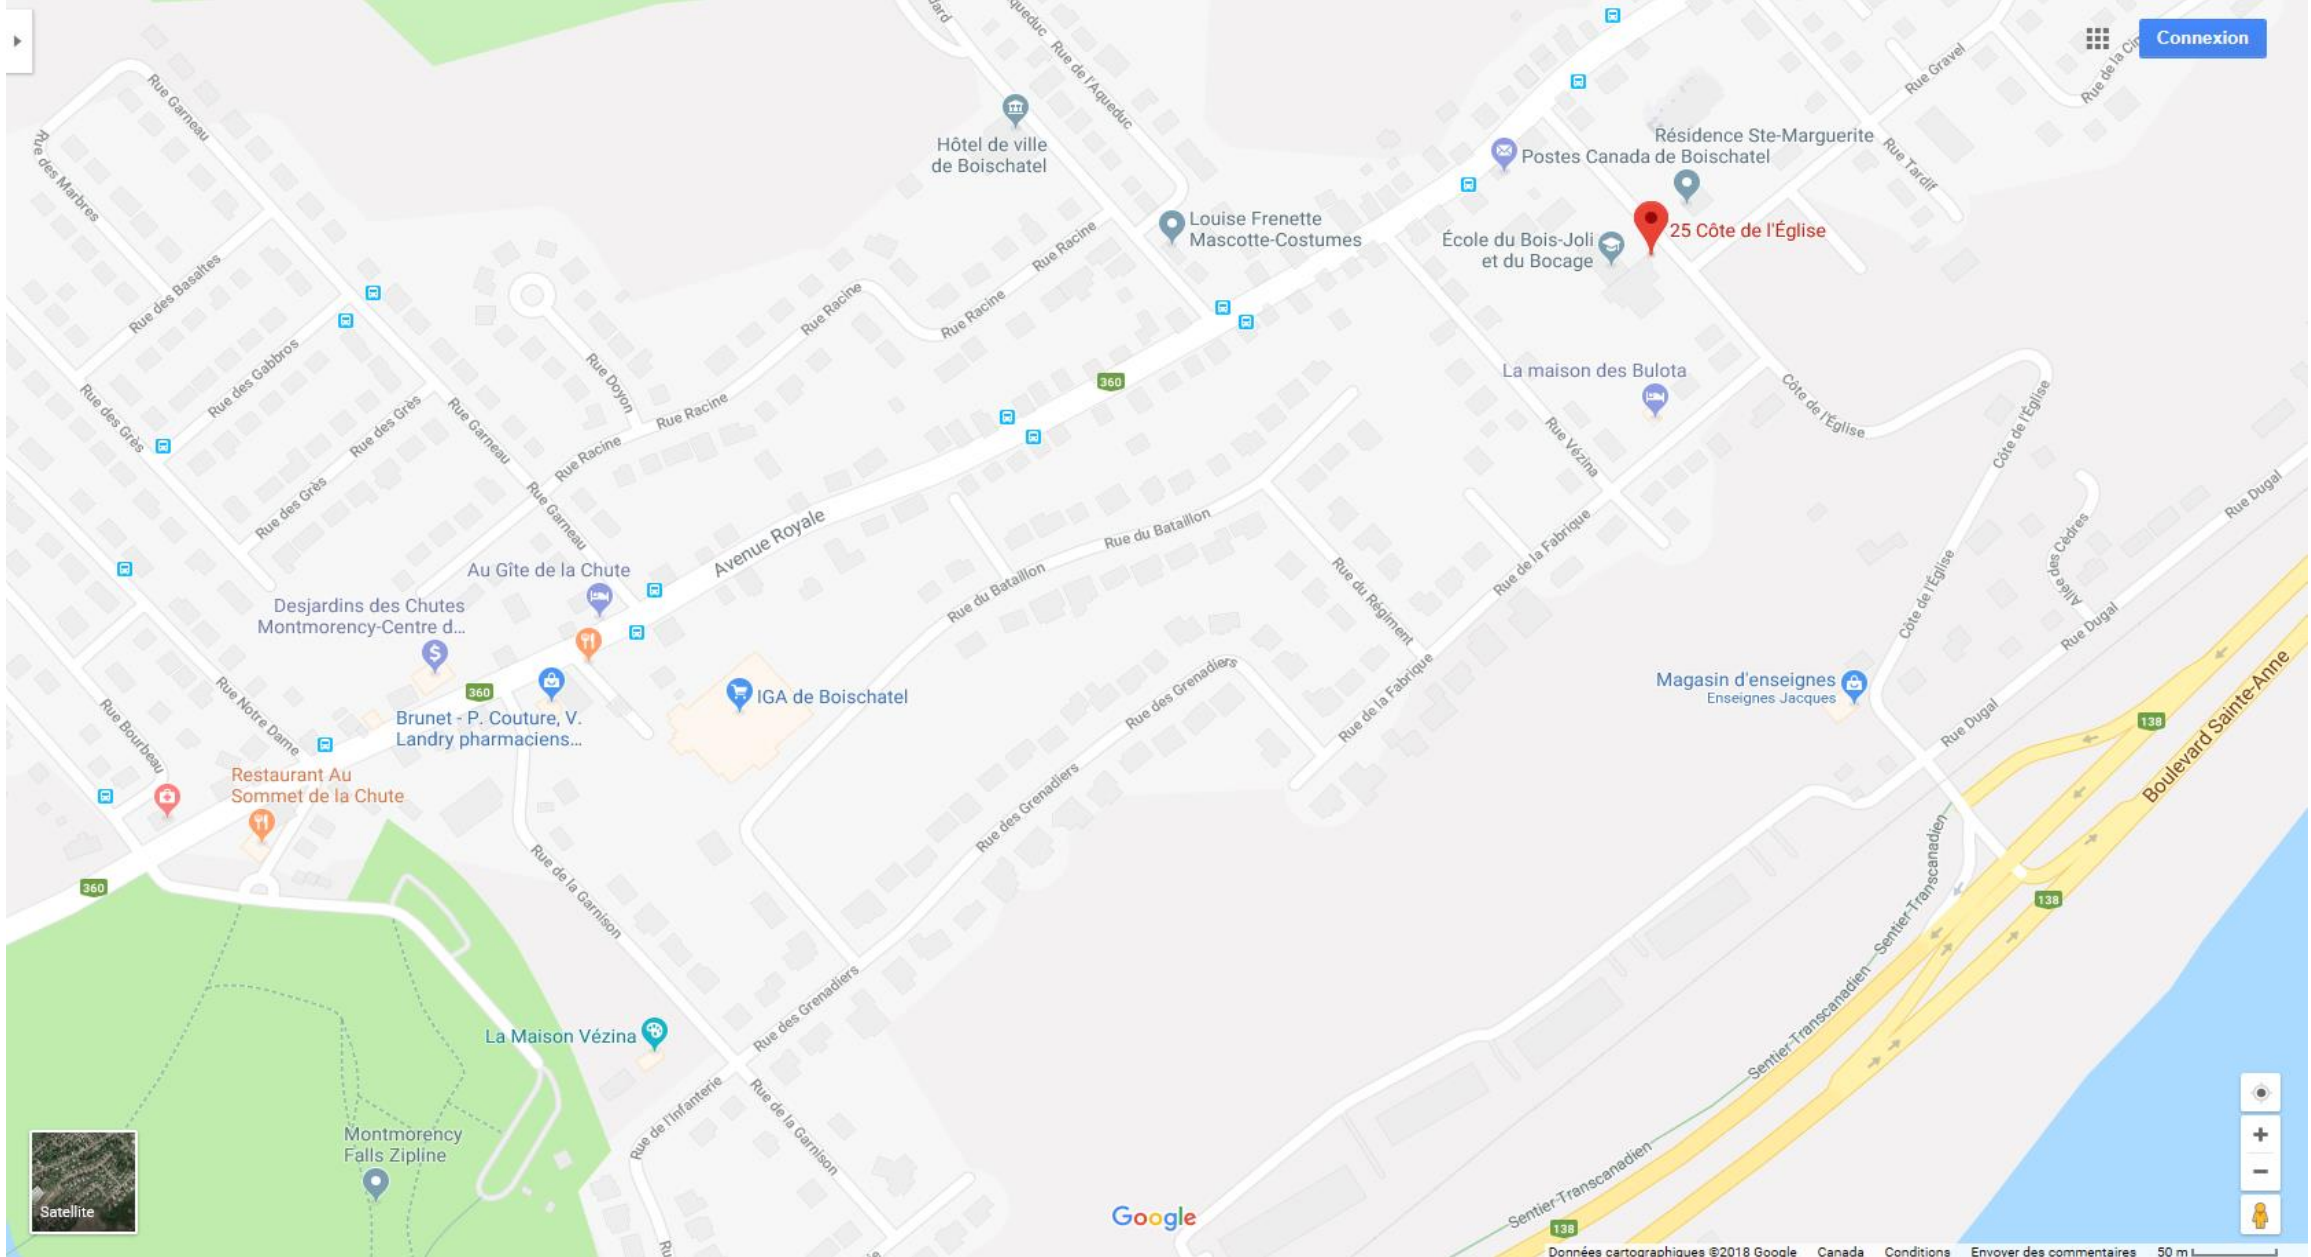 Connexion
Rue Garneau
Rue des Marbres
Rue de l'Aqueduc
Hôtel de ville
de Boischatel
Rue Gravel
Résidence Ste-Marguerite
Postes Canada de Boischatel
Rue Tardif
Louise Frenette
Mascotte-Costumes
25 Côte de l'Église
École du Bois-Joli
et du Bocage
Rue Racine
Rue Racine
Rue Racine
Rue des Basaltes
Rue des Gabbros
Rue Doyon
360
La maison des Bulota
Côte de l'Église
Côte de l'Église
Rue des Grès
Rue des Grès
Rue Garneau
Rue Racine
Rue Racine
Rue Vézina
Rue des Grès
Rue Garneau
Avenue Royale
Rue du Bataillon
Rue de la Fabrique
Allée des Cèdres
Rue Dugal
Au Gîte de la Chute
Rue du Bataillon
Rue du Régiment
Côte de l'Église
Rue Dugal
Desjardins des Chutes
Montmorency-Centre d...
360
IGA de Boischatel
Rue des Grenadiers
Rue de la Fabrique
Magasin d'enseignes
Enseignes Jacques
Rue Dugal
138
Boulevard Sainte-Anne
Rue Notre Dame
Rue Bourbeau
Brunet - P. Couture, V.
Landry pharmaciens...
Restaurant Au
Sommet de la Chute
Rue des Grenadiers
360
Rue de la Garnison
138
Sentier-Transcanadien
Sentier-Transcanadien
Rue des Grenadiers
La Maison Vézina
Rue de l'Infanterie
Rue de la Garnison
Montmorency
Falls Zipline
Sentier-Transcanadien
138
Satellite
Google
Données cartographiques ©2018 Google Canada Conditions Envoyer des commentaires 50 m